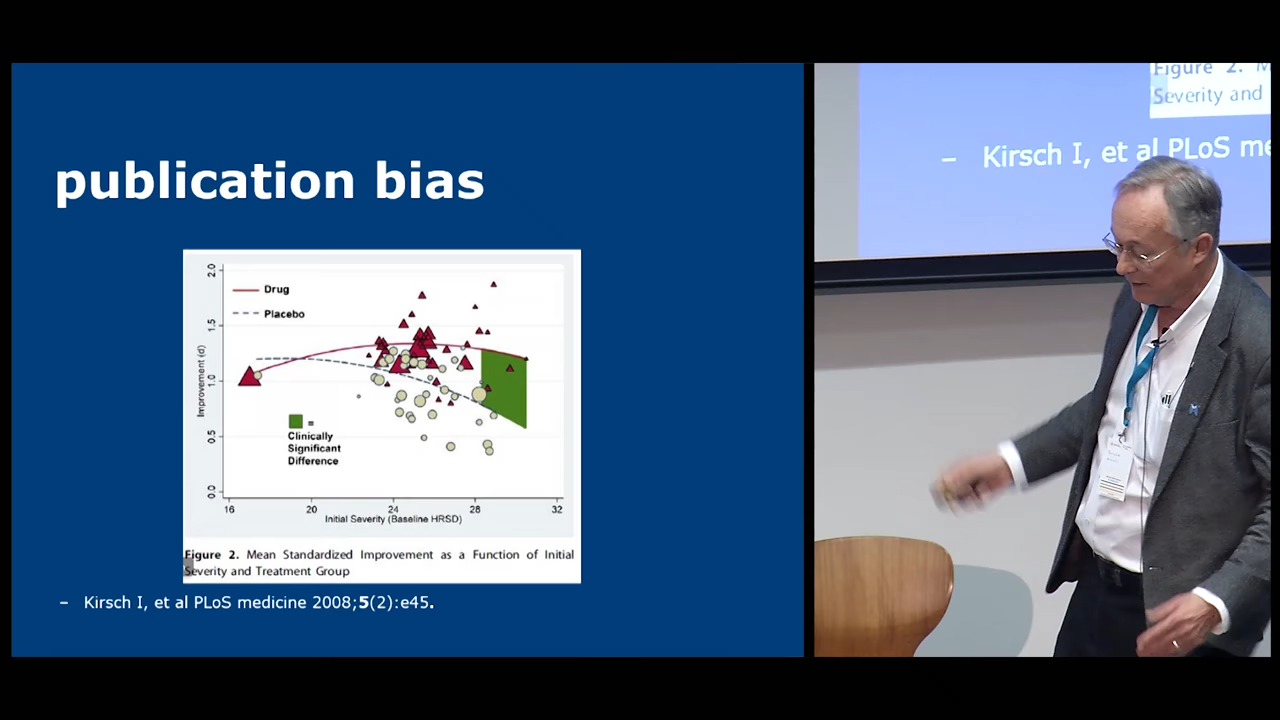 publication bias
2.0
1.5
1.0
0.5
0.0
Improvement (d)
Drug
Placebo
=
Clinically
Significant
Difference
16 20 24 28 32
Initial Severity (Baseline HRSD)
Figure 2. Mean Standardized Improvement as a Function of Initial
Severity and Treatment Group
– Kirsch I, et al PLoS medicine 2008;5(2):e45.
Figure 2. M
Severity and
– Kirsch I, et al PLoS me